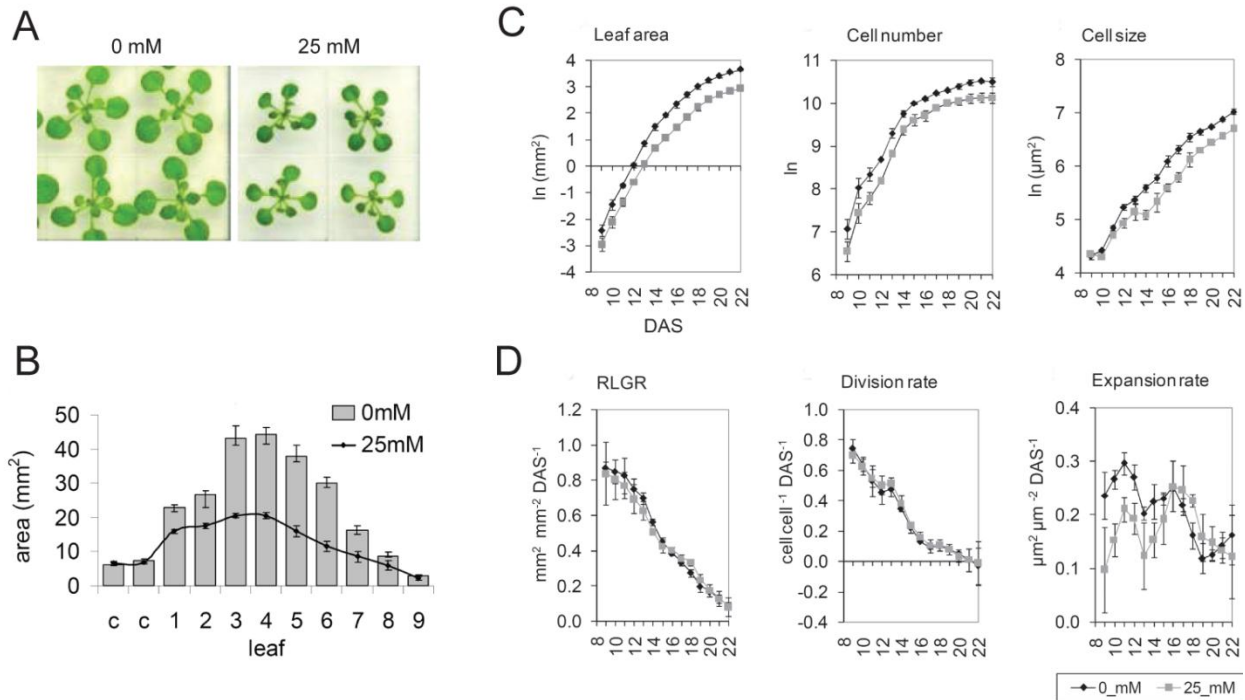 A
0 mM 25 mM
B
area (mm²)
50
40
30
20
10
0
0mM
25mM
c c 1 2 3 4 5 6 7 8 9
leaf
C
Leaf area
ln (mm²)
4
3
2
1
0
-1
-2
-3
-4
8 10 12 14 16 18 20 22
DAS
Cell number
ln
11
10
9
8
7
6
8 10 12 14 16 18 20 22
Cell size
ln (µm²)
8
7
6
5
4
8 10 12 14 16 18 20 22
D
RLGR
mm² mm⁻² DAS⁻¹
1.2
1.0
0.8
0.6
0.4
0.2
0.0
8 10 12 14 16 18 20 22
Division rate
cell cell⁻¹ DAS⁻¹
1.0
0.8
0.6
0.4
0.2
0.0
-0.2
-0.4
8 10 12 14 16 18 20 22
Expansion rate
µm² µm⁻² DAS⁻¹
0.4
0.3
0.2
0.1
0.0
8 10 12 14 16 18 20 22
0_mM 25_mM